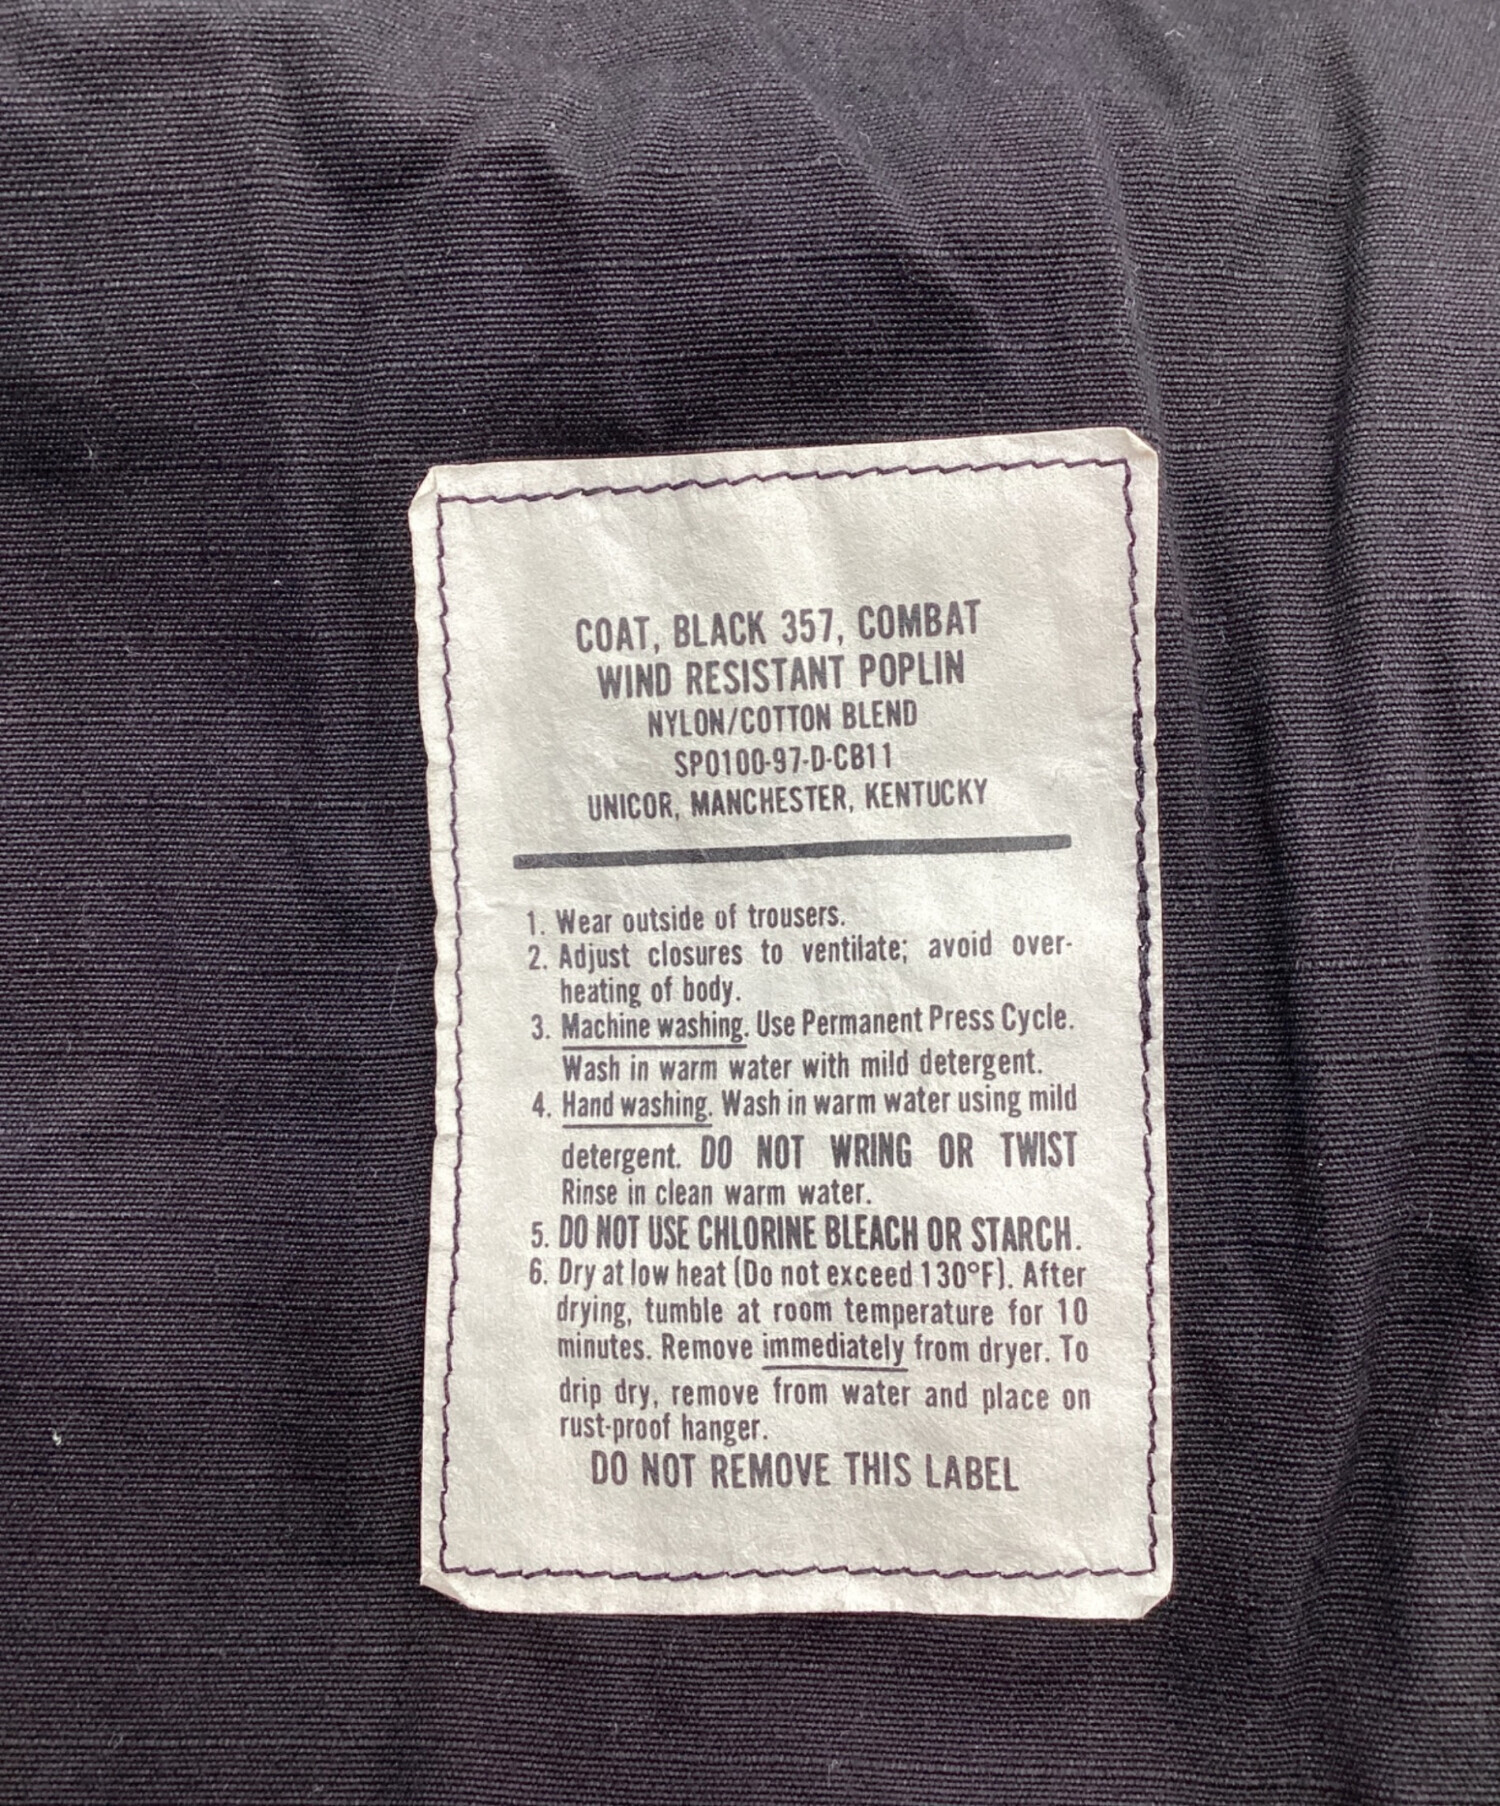 COAT, BLACK 357, COMBAT
WIND RESISTANT POPLIN
NYLON/COTTON BLEND
SP0100-97-D-CB11
UNICOR, MANCHESTER, KENTUCKY
1. Wear outside of trousers.
2. Adjust closures to ventilate; avoid over-
heating of body.
3. Machine washing. Use Permanent Press Cycle.
Wash in warm water with mild detergent.
4. Hand washing. Wash in warm water using mild
detergent. DO NOT WRING OR TWIST
Rinse in clean warm water.
5. DO NOT USE CHLORINE BLEACH OR STARCH.
6. Dry at low heat (Do not exceed 130°F). After
drying, tumble at room temperature for 10
minutes. Remove immediately from dryer. To
drip dry, remove from water and place on
rust-proof hanger.
DO NOT REMOVE THIS LABEL